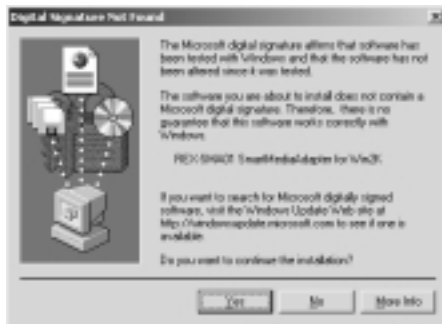 Digital Signature Not Found
The Microsoft digital signature affirms that software has
been tested with Windows and that the software has not
been altered since it was tested.
The software you are about to install does not contain a
Microsoft digital signature. Therefore, there is no
guarantee that this software works correctly with
Windows.
REX-SMA01 SmartMediaAdapter for Win2K
If you want to search for Microsoft digitally signed
software, visit the Windows Update Web site at
http://windowsupdate.microsoft.com to see if one is
available.
Do you want to continue the installation?
Yes No More Info